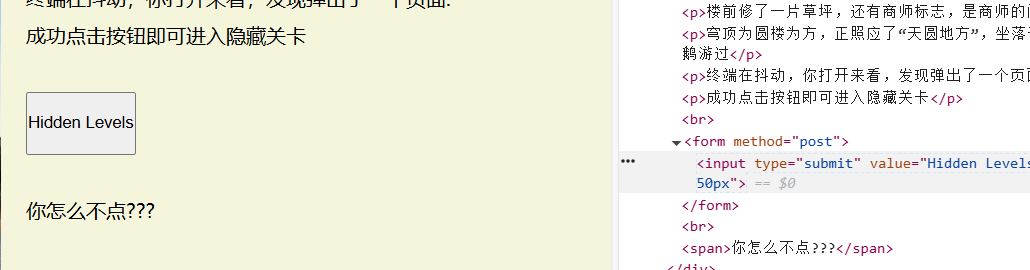 终端在抖动，你打开来看，发现弹出了一个页面:
成功点击按钮即可进入隐藏关卡
Hidden Levels
你怎么不点???
<p>楼前修了一片草坪，还有商师标志，是商师的
<p>穹顶为圆楼为方，正照应了“天圆地方”，坐落
鹅游过</p>
<p>终端在抖动，你打开来看，发现弹出了一个页
<p>成功点击按钮即可进入隐藏关卡</p>
<br>
<form method="post">
<input type="submit" value="Hidden Levels
50px"> == $0
</form>
<br>
<span>你怎么不点???</span>
</div>